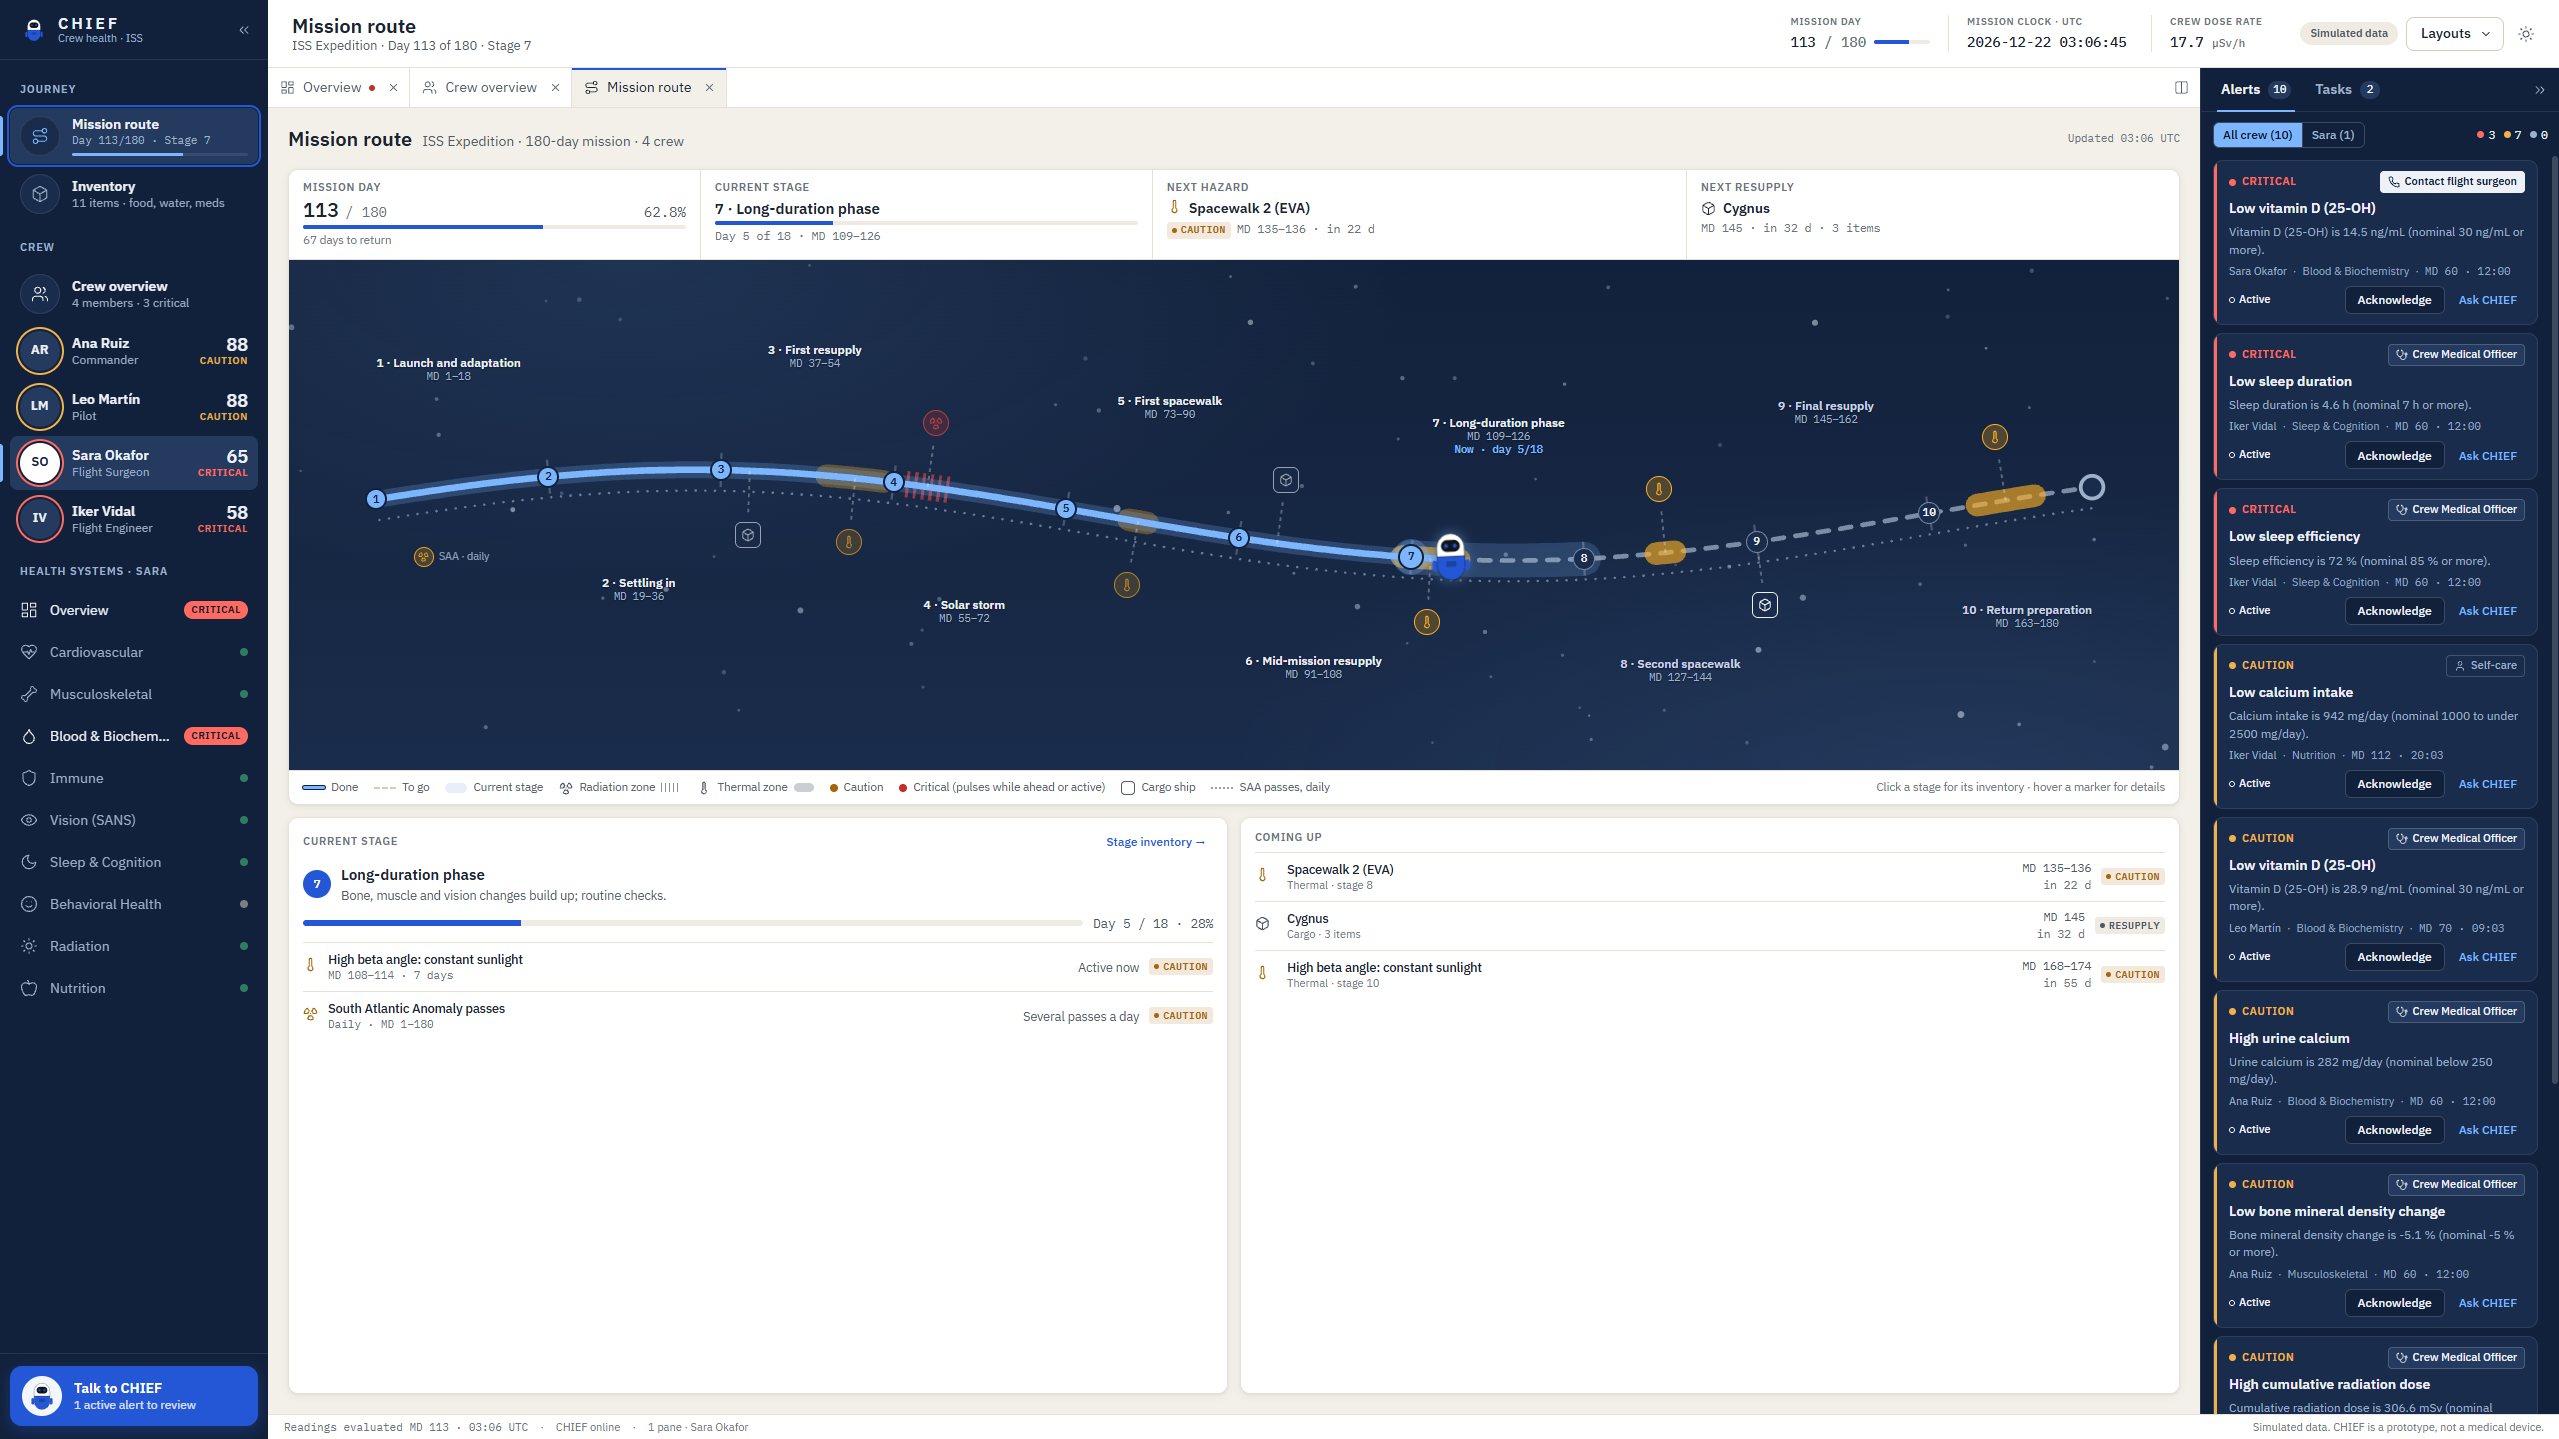 CHIEF
Crew health · ISS
JOURNEY
Mission route
Day 113/180 · Stage 7
Inventory
11 items · food, water, meds
CREW
Crew overview
4 members · 3 critical
AR
Ana Ruiz
Commander
88
CAUTION
LM
Leo Martín
Pilot
88
CAUTION
SO
Sara Okafor
Flight Surgeon
65
CRITICAL
IV
Iker Vidal
Flight Engineer
58
CRITICAL
HEALTH SYSTEMS · SARA
Overview
CRITICAL
Cardiovascular
Musculoskeletal
Blood & Biochem...
CRITICAL
Immune
Vision (SANS)
Sleep & Cognition
Behavioral Health
Radiation
Nutrition
Talk to CHIEF
1 active alert to review
Mission route
ISS Expedition · Day 113 of 180 · Stage 7
MISSION DAY
113 / 180
MISSION CLOCK · UTC
2026-12-22 03:06:45
CREW DOSE RATE
17.7 µSv/h
Simulated data
Layouts
Overview
Crew overview
Mission route
Mission route
ISS Expedition · 180-day mission · 4 crew
Updated 03:06 UTC
MISSION DAY
113 / 180
62.8%
67 days to return
CURRENT STAGE
7 · Long-duration phase
Day 5 of 18 · MD 109–126
NEXT HAZARD
Spacewalk 2 (EVA)
CAUTION
MD 135–136 · in 22 d
NEXT RESUPPLY
Cygnus
MD 145 · in 32 d · 3 items
1 · Launch and adaptation
MD 1–18
3 · First resupply
MD 37–54
5 · First spacewalk
MD 73–90
7 · Long-duration phase
MD 109–126
Now · day 5/18
9 · Final resupply
MD 145–162
1
2
3
4
5
6
7
8
9
10
SAA · daily
2 · Settling in
MD 19–36
4 · Solar storm
MD 55–72
6 · Mid-mission resupply
MD 91–108
8 · Second spacewalk
MD 127–144
10 · Return preparation
MD 163–180
Done
To go
Current stage
Radiation zone
Thermal zone
Caution
Critical (pulses while ahead or active)
Cargo ship
SAA passes, daily
Click a stage for its inventory · hover a marker for details
CURRENT STAGE
Stage inventory →
7
Long-duration phase
Bone, muscle and vision changes build up; routine checks.
Day 5 / 18 · 28%
High beta angle: constant sunlight
MD 108–114 · 7 days
Active now
CAUTION
South Atlantic Anomaly passes
Daily · MD 1–180
Several passes a day
CAUTION
COMING UP
Spacewalk 2 (EVA)
Thermal · stage 8
MD 135–136
in 22 d
CAUTION
Cygnus
Cargo · 3 items
MD 145
in 32 d
RESUPPLY
High beta angle: constant sunlight
Thermal · stage 10
MD 168–174
in 55 d
CAUTION
Alerts 10
Tasks 2
All crew (10)
Sara (1)
3
7
0
CRITICAL
Contact flight surgeon
Low vitamin D (25-OH)
Vitamin D (25-OH) is 14.5 ng/mL (nominal 30 ng/mL or
more).
Sara Okafor · Blood & Biochemistry · MD 60 · 12:00
Active
Acknowledge
Ask CHIEF
CRITICAL
Crew Medical Officer
Low sleep duration
Sleep duration is 4.6 h (nominal 7 h or more).
Iker Vidal · Sleep & Cognition · MD 60 · 12:00
Active
Acknowledge
Ask CHIEF
CRITICAL
Crew Medical Officer
Low sleep efficiency
Sleep efficiency is 72 % (nominal 85 % or more).
Iker Vidal · Sleep & Cognition · MD 60 · 12:00
Active
Acknowledge
Ask CHIEF
CAUTION
Self-care
Low calcium intake
Calcium intake is 942 mg/day (nominal 1000 to under
2500 mg/day).
Iker Vidal · Nutrition · MD 112 · 20:03
Active
Acknowledge
Ask CHIEF
CAUTION
Crew Medical Officer
Low vitamin D (25-OH)
Vitamin D (25-OH) is 28.9 ng/mL (nominal 30 ng/mL or
more).
Leo Martín · Blood & Biochemistry · MD 70 · 09:03
Active
Acknowledge
Ask CHIEF
CAUTION
Crew Medical Officer
High urine calcium
Urine calcium is 282 mg/day (nominal below 250
mg/day).
Ana Ruiz · Blood & Biochemistry · MD 60 · 12:00
Active
Acknowledge
Ask CHIEF
CAUTION
Crew Medical Officer
Low bone mineral density change
Bone mineral density change is -5.1 % (nominal -5 %
or more).
Ana Ruiz · Musculoskeletal · MD 60 · 12:00
Active
Acknowledge
Ask CHIEF
CAUTION
Crew Medical Officer
High cumulative radiation dose
Cumulative radiation dose is 306.6 mSv (nominal
Readings evaluated MD 113 · 03:06 UTC · CHIEF online · 1 pane · Sara Okafor
Simulated data. CHIEF is a prototype, not a medical device.